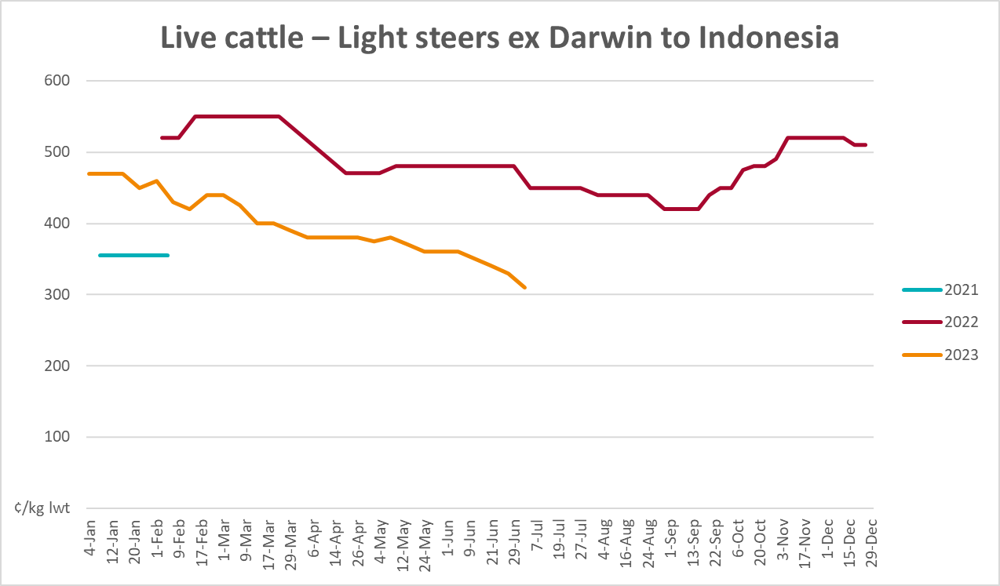 Live cattle – Light steers ex Darwin to Indonesia
600
500
400
300
200
100
¢/kg lwt
4-Jan
12-Jan
20-Jan
1-Feb
9-Feb
17-Feb
1-Mar
9-Mar
17-Mar
29-Mar
6-Apr
14-Apr
26-Apr
4-May
12-May
24-May
1-Jun
9-Jun
21-Jun
29-Jun
7-Jul
19-Jul
27-Jul
4-Aug
16-Aug
24-Aug
1-Sep
13-Sep
22-Sep
6-Oct
20-Oct
3-Nov
17-Nov
1-Dec
15-Dec
29-Dec
2021
2022
2023